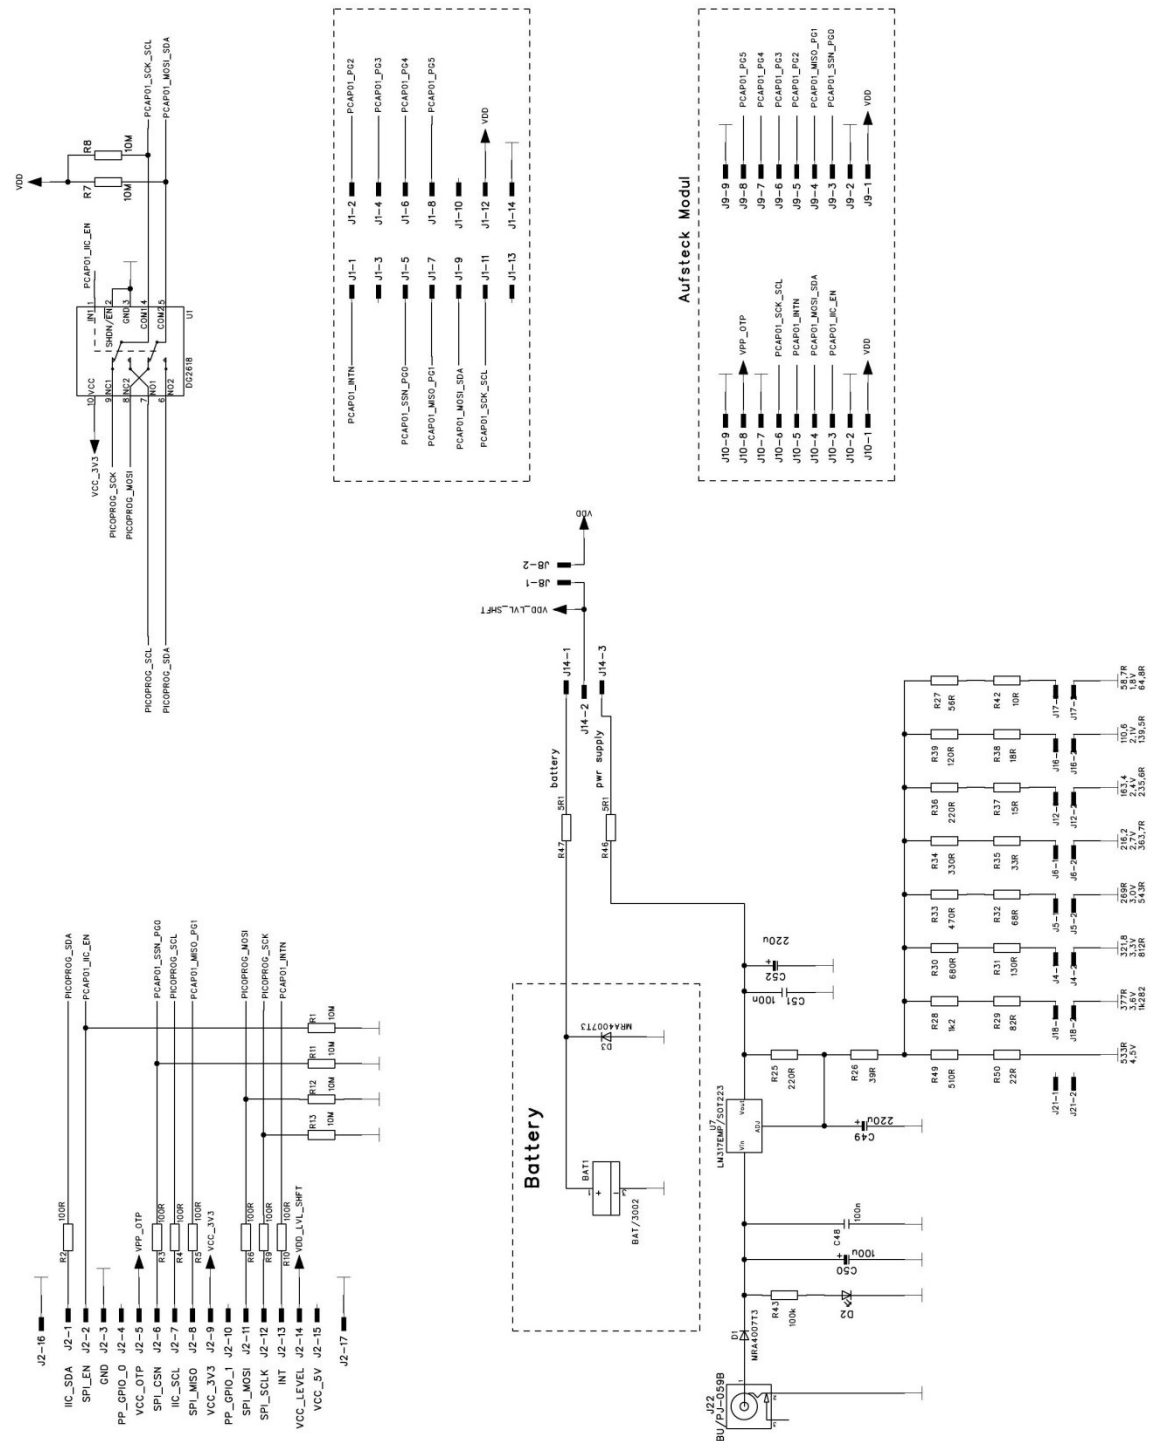 VDD
R8
10M
R7
10M
PCAP01_SCK_SCL
PCAP01_MOSI_SDA
PCAP01_IIC_EN
IN1 1
SHDN/EN 2
GND 3
COM1 4
COM2 5
U1
DG2618
10 VCC
9 NC1
8 NC2
7 NO1
6 NO2
VCC_3V3
PICOPROG_SCK
PICOPROG_MOSI
PICOPROG_SCL
PICOPROG_SDA
J1-2 PCAP01_PG2
J1-4 PCAP01_PG3
J1-6 PCAP01_PG4
J1-8 PCAP01_PG5
J1-10
J1-12 VDD
J1-14
PCAP01_INTN J1-1
J1-3
PCAP01_SSN_PG0 J1-5
PCAP01_MISO_PG1 J1-7
PCAP01_MOSI_SDA J1-9
PCAP01_SCK_SCL J1-11
J1-13
Aufsteck Modul
J9-9
J9-8 PCAP01_PG5
J9-7 PCAP01_PG4
J9-6 PCAP01_PG3
J9-5 PCAP01_PG2
J9-4 PCAP01_MISO_PG1
J9-3 PCAP01_SSN_PG0
J9-2
J9-1 VDD
J10-9
J10-8 VPP_OTP
J10-7
J10-6 PCAP01_SCK_SCL
J10-5 PCAP01_INTN
J10-4 PCAP01_MOSI_SDA
J10-3 PCAP01_IIC_EN
J10-2
J10-1 VDD
VDD
J8-2
J8-1
VDD_LVL_SHFT
J14-1
J14-2
J14-3
battery
pwr supply
5R1
R47
5R1
R46
220u
C52
C51
100n
Battery
MRA4007T3
D3
BAT1
BAT/3002
U7
LM317EMP/SOT223
Vout
ADJ
Vin
R25
220R
R26
39R
C49
220u
C48
100n
C50
100u
R43
100k
D2
D1
MRA4007T3
J22
BU/PJ-059B
1
2
3
R27
56R
R42
10R
J17-1
J17-2
58,7R
1,8V
64,8R
R39
120R
R38
18R
J16-1
J16-2
110,6
2,1V
139,5R
R36
220R
R37
15R
J12-1
J12-2
163,4
2,4V
235,6R
R34
330R
R35
33R
J6-1
J6-2
216,2
2,7V
363,7R
R33
470R
R32
68R
J5-1
J5-2
269R
3,0V
543R
R30
680R
R31
130R
J4-1
J4-2
321,8
3,3V
812R
R28
1k2
R29
82R
J18-1
J18-2
377R
3,6V
1k282
R49
510R
R50
22R
J21-1
J21-2
533R
4,5V
PICOPROG_SDA
PCAP01_IIC_EN
PCAP01_SSN_PG0
PICOPROG_SCL
PCAP01_MISO_PG1
PICOPROG_MOSI
PICOPROG_SCK
PCAP01_INTN
R1
10M
R11
10M
R12
10M
R13
10M
R2 100R
VPP_OTP
R3 100R
R4 100R
R5 100R
VCC_3V3
R6 100R
R9 100R
R10 100R
VDD_LVL_SHFT
J2-16
IIC_SDA J2-1
SPI_EN J2-2
GND J2-3
PP_GPIO_0 J2-4
VCC_OTP J2-5
SPI_CSN J2-6
IIC_SCL J2-7
SPI_MISO J2-8
VCC_3V3 J2-9
PP_GPIO_1 J2-10
SPI_MOSI J2-11
SPI_SCLK J2-12
INT J2-13
VCC_LEVEL J2-14
VCC_5V J2-15
J2-17